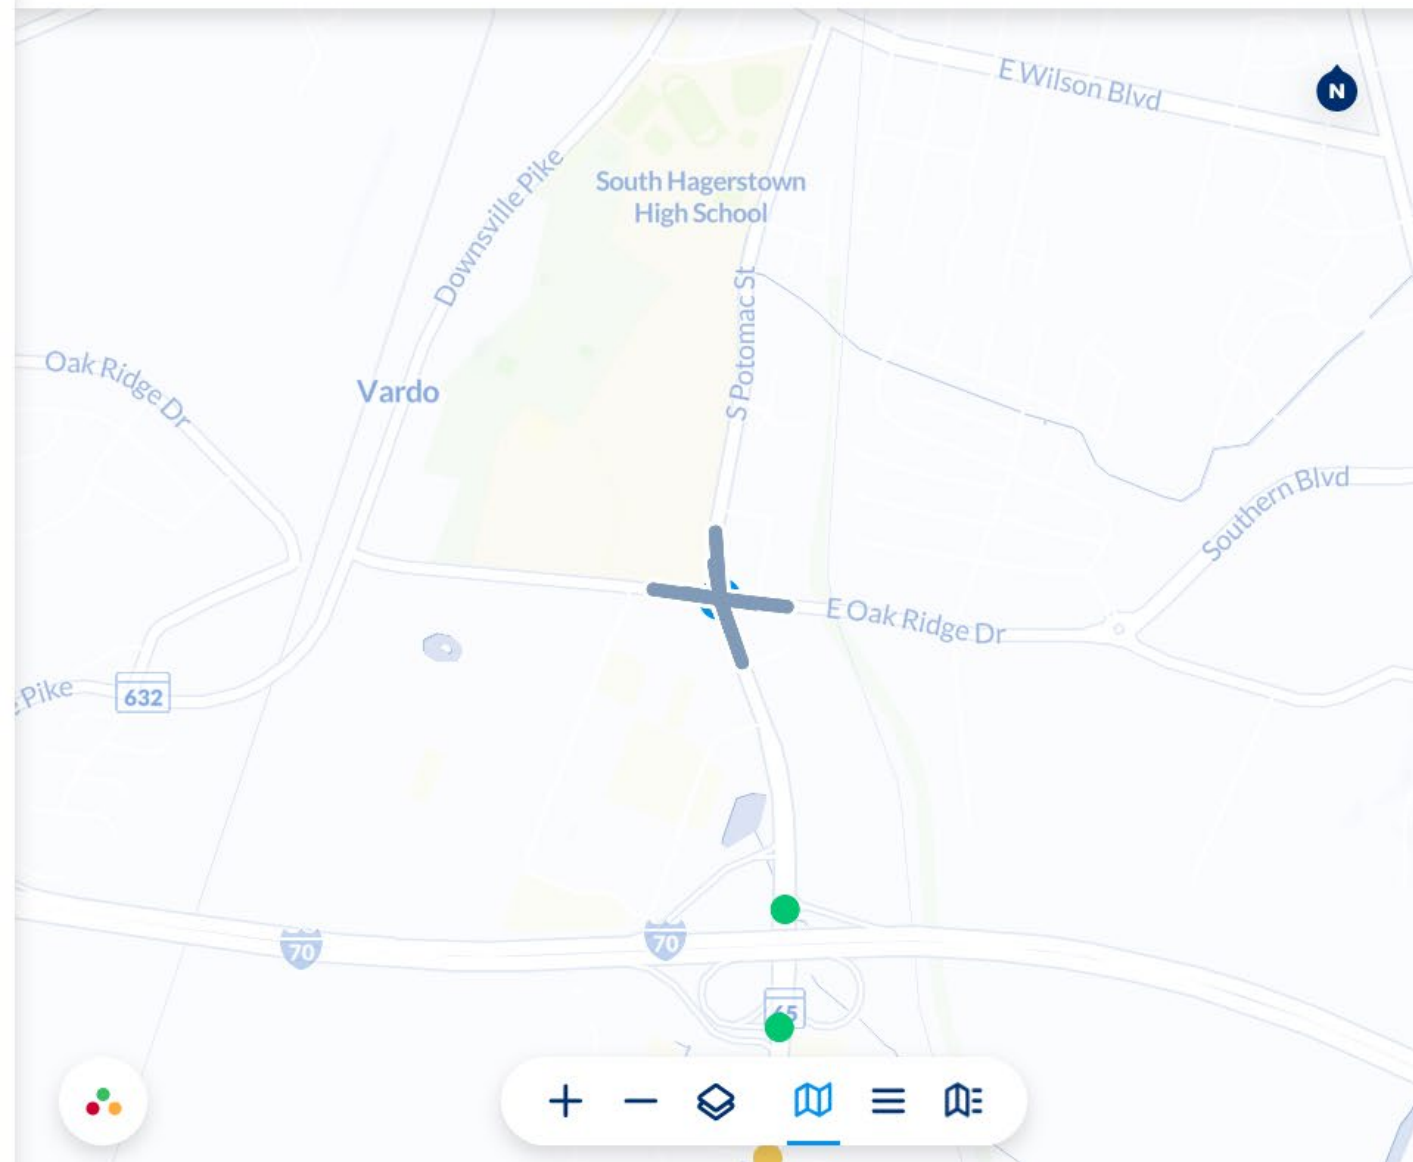 E Wilson Blvd
N
Downsville Pike
South Hagerstown
High School
S Potomac St
Oak Ridge Dr
Vardo
Southern Blvd
E Oak Ridge Dr
Pike
632
70
70
65